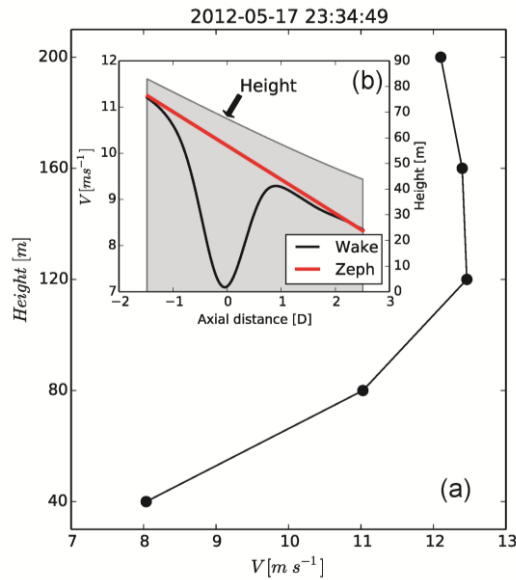 2012-05-17 23:34:49
200
160
120
80
40
Height [m]
7 8 9 10 11 12 13
V[m s⁻¹]
(a)
(b)
12
11
10
9
8
7
V[ms⁻¹]
Height
90
80
70
60
50
40
30
20
10
0
Height [m]
Wake
Zeph
−2 −1 0 1 2 3
Axial distance [D]